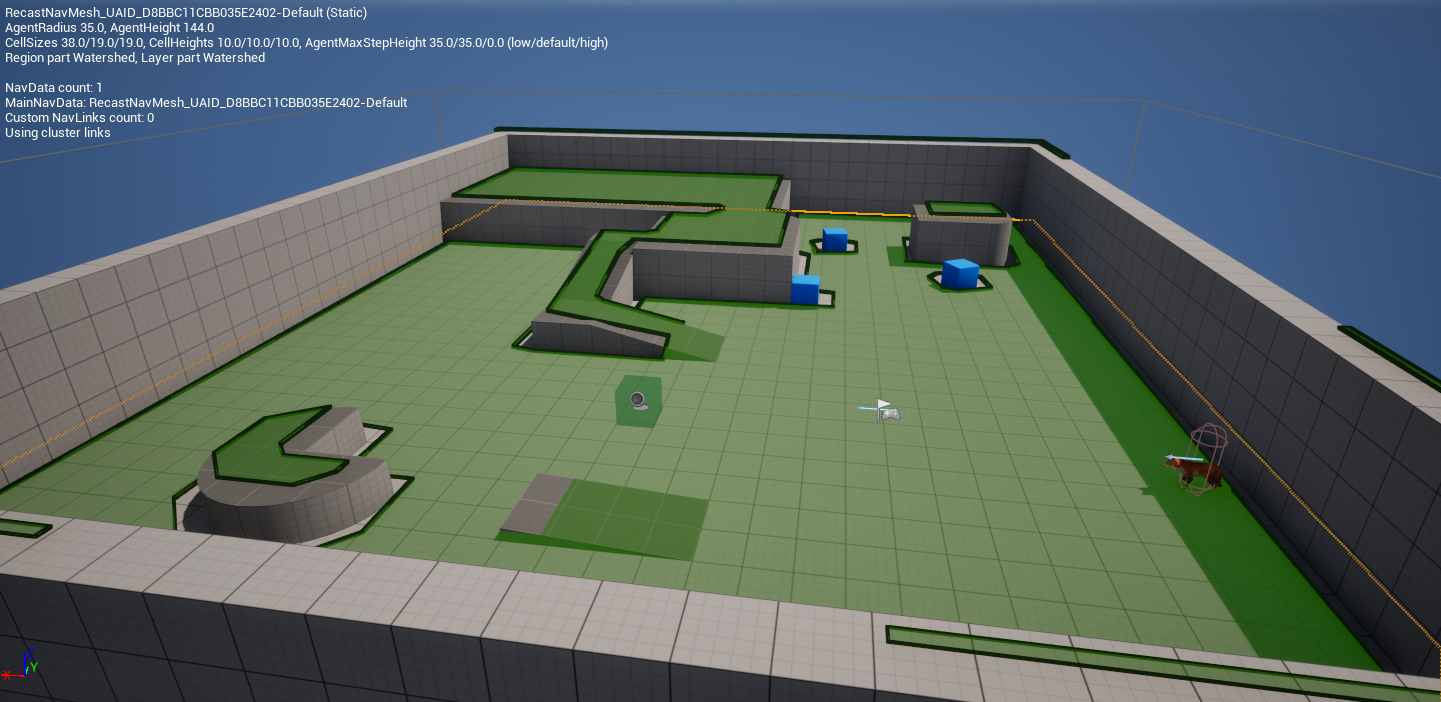 RecastNavMesh_UAID_D8BBC11CBB035E2402-Default (Static)
AgentRadius 35.0, AgentHeight 144.0
CellSizes 38.0/19.0/19.0, CellHeights 10.0/10.0/10.0, AgentMaxStepHeight 35.0/35.0/0.0 (low/default/high)
Region part Watershed, Layer part Watershed
NavData count: 1
MainNavData: RecastNavMesh_UAID_D8BBC11CBB035E2402-Default
Custom NavLinks count: 0
Using cluster links
Z
Y
X